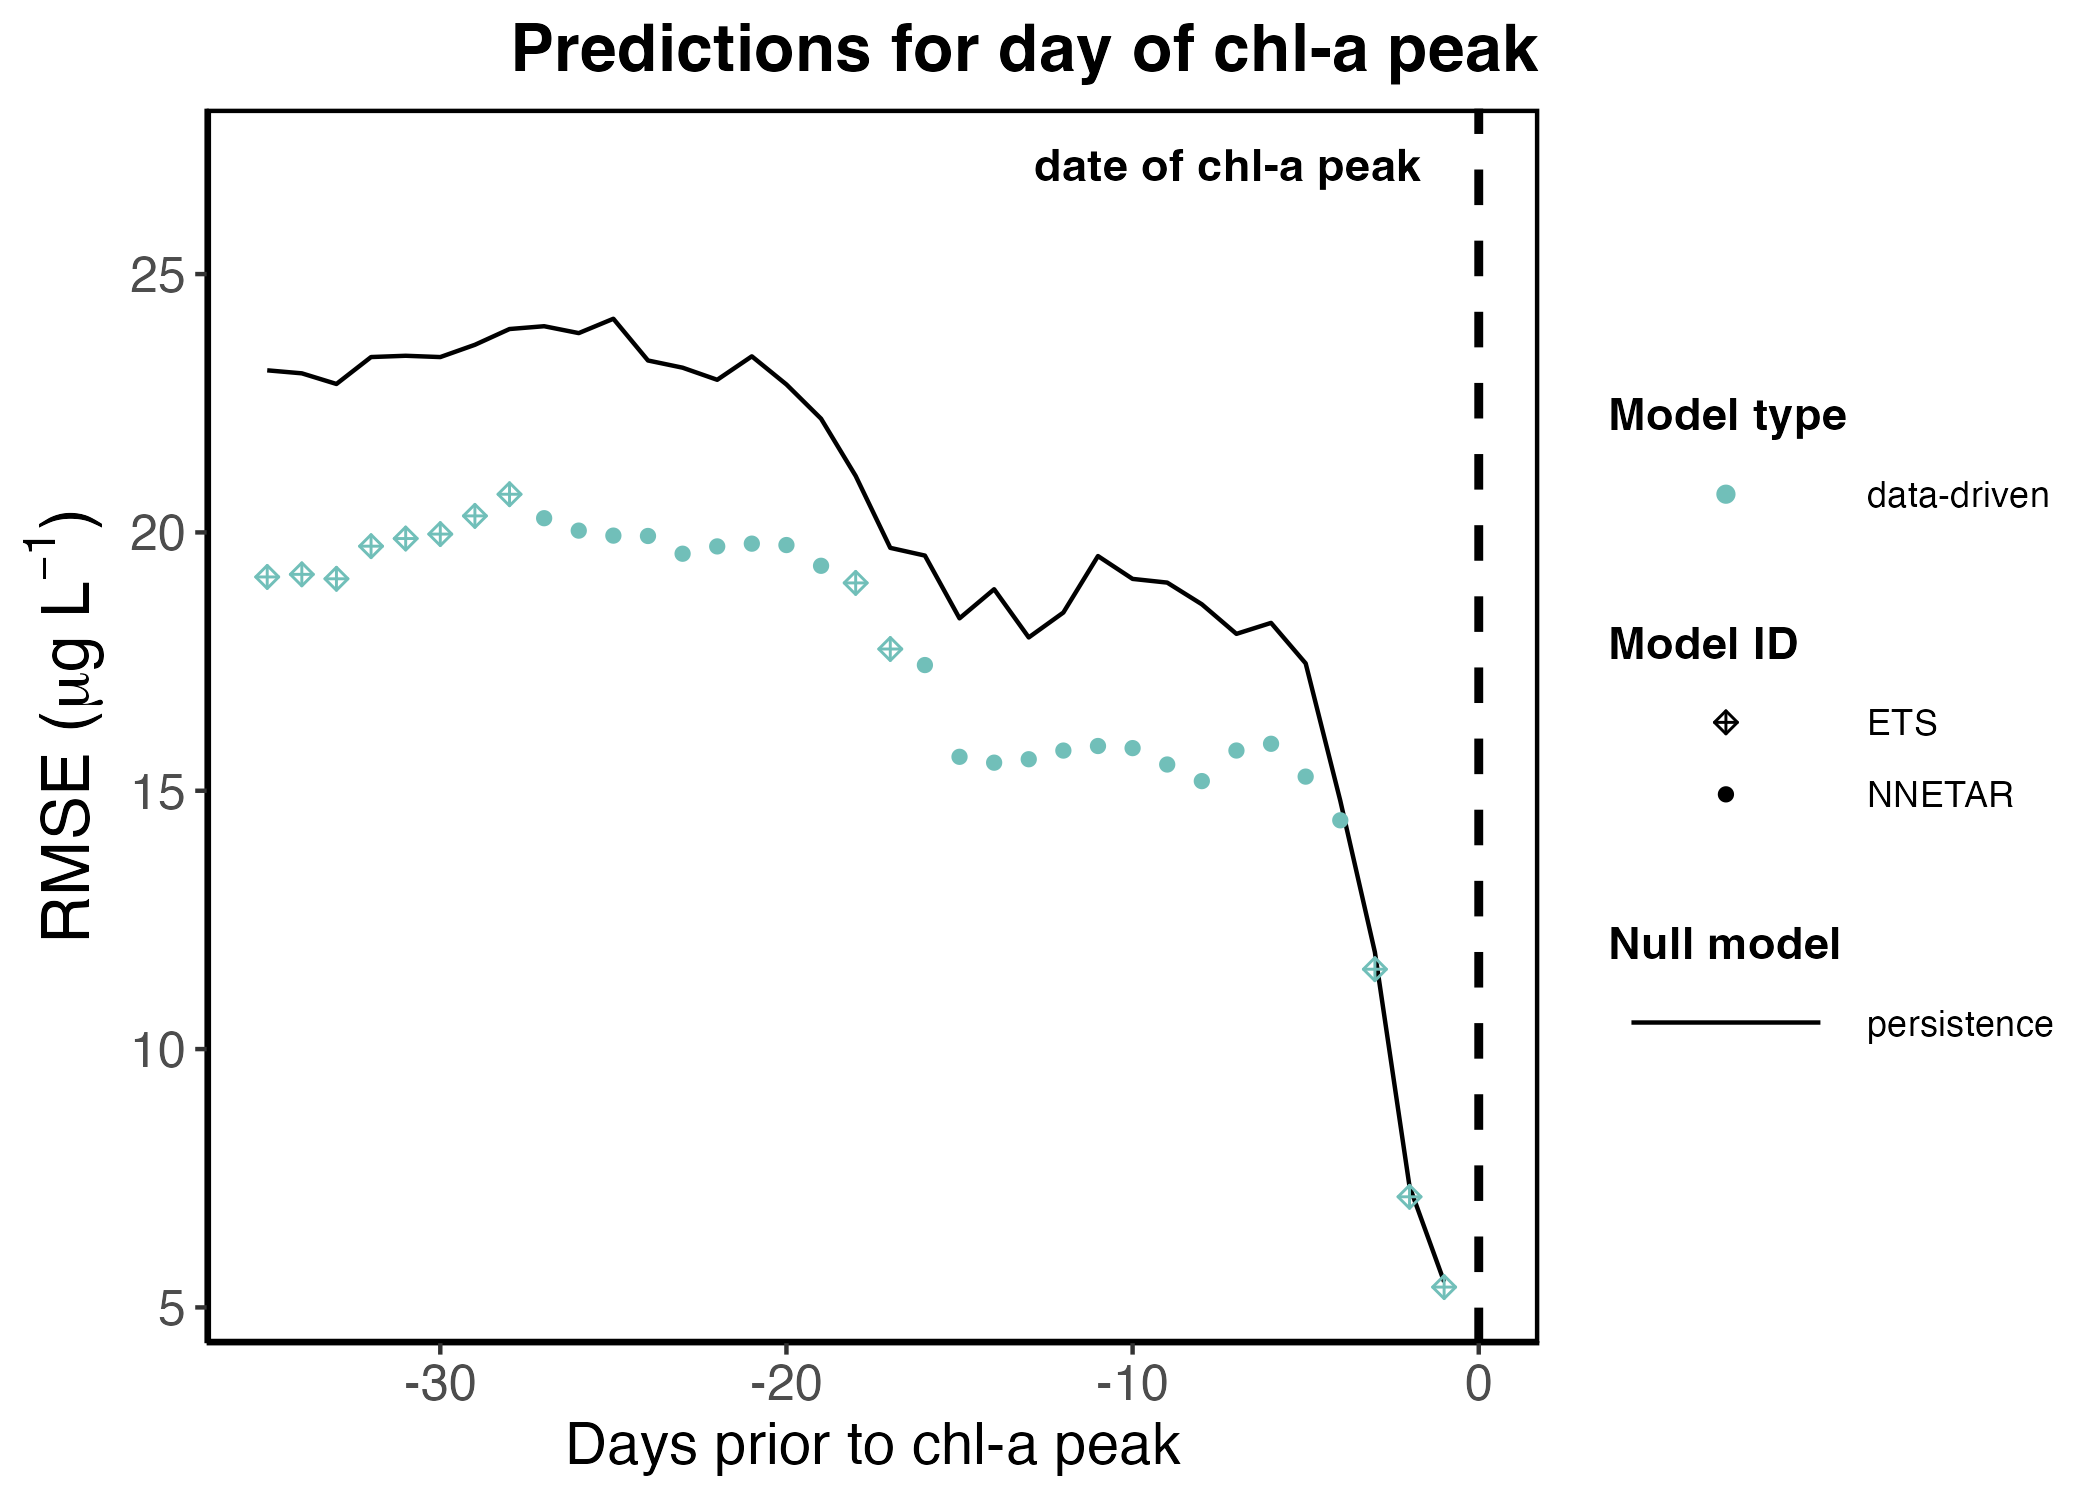 Predictions for day of chl-a peak
date of chl-a peak
25
20
15
10
5
RMSE (µg L⁻¹)
-30 -20 -10 0
Days prior to chl-a peak
Model type
data-driven
Model ID
ETS
NNETAR
Null model
persistence